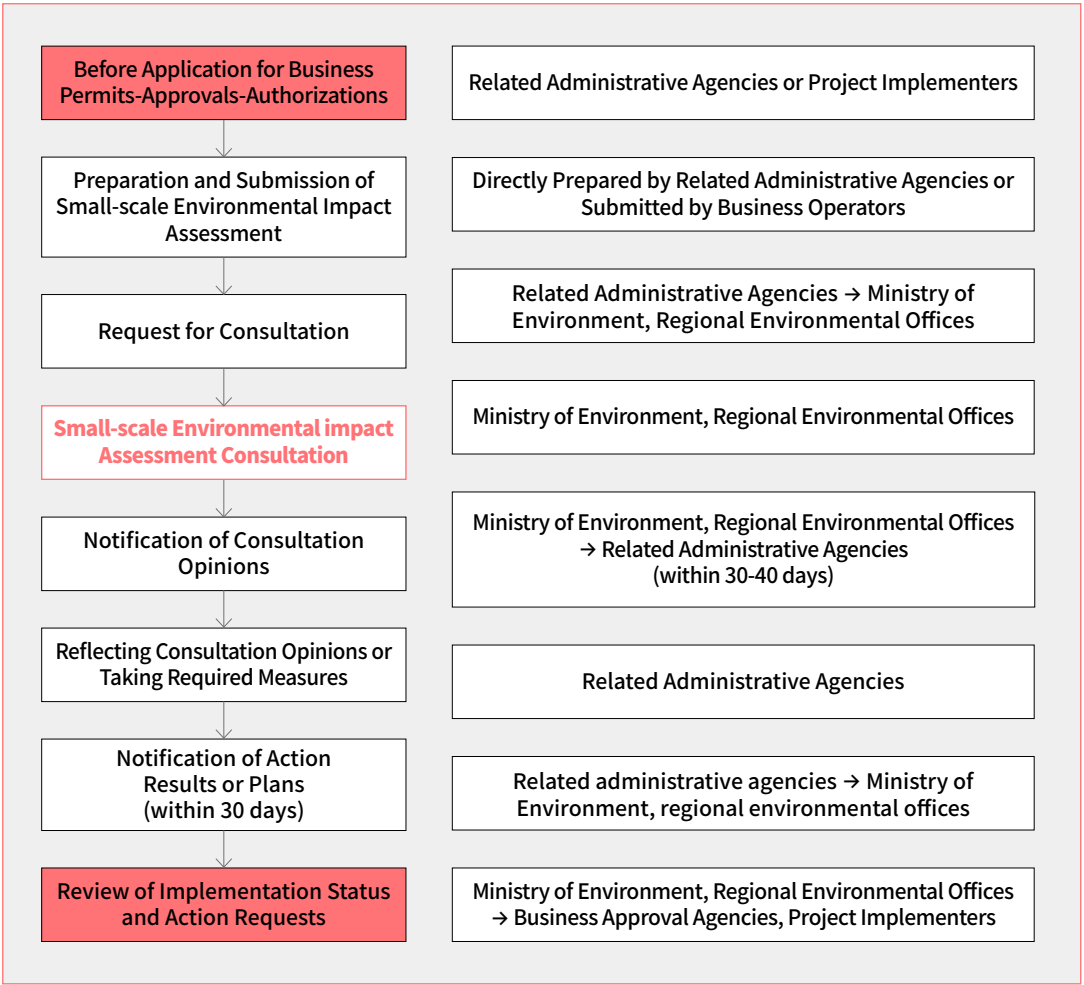 Before Application for Business
Permits-Approvals-Authorizations
Related Administrative Agencies or Project Implementers
Preparation and Submission of
Small-scale Environmental Impact
Assessment
Directly Prepared by Related Administrative Agencies or
Submitted by Business Operators
Request for Consultation
Related Administrative Agencies → Ministry of
Environment, Regional Environmental Offices
Small-scale Environmental impact
Assessment Consultation
Ministry of Environment, Regional Environmental Offices
Notification of Consultation
Opinions
Ministry of Environment, Regional Environmental Offices
→ Related Administrative Agencies
(within 30-40 days)
Reflecting Consultation Opinions or
Taking Required Measures
Related Administrative Agencies
Notification of Action
Results or Plans
(within 30 days)
Related administrative agencies → Ministry of
Environment, regional environmental offices
Review of Implementation Status
and Action Requests
Ministry of Environment, Regional Environmental Offices
→ Business Approval Agencies, Project Implementers